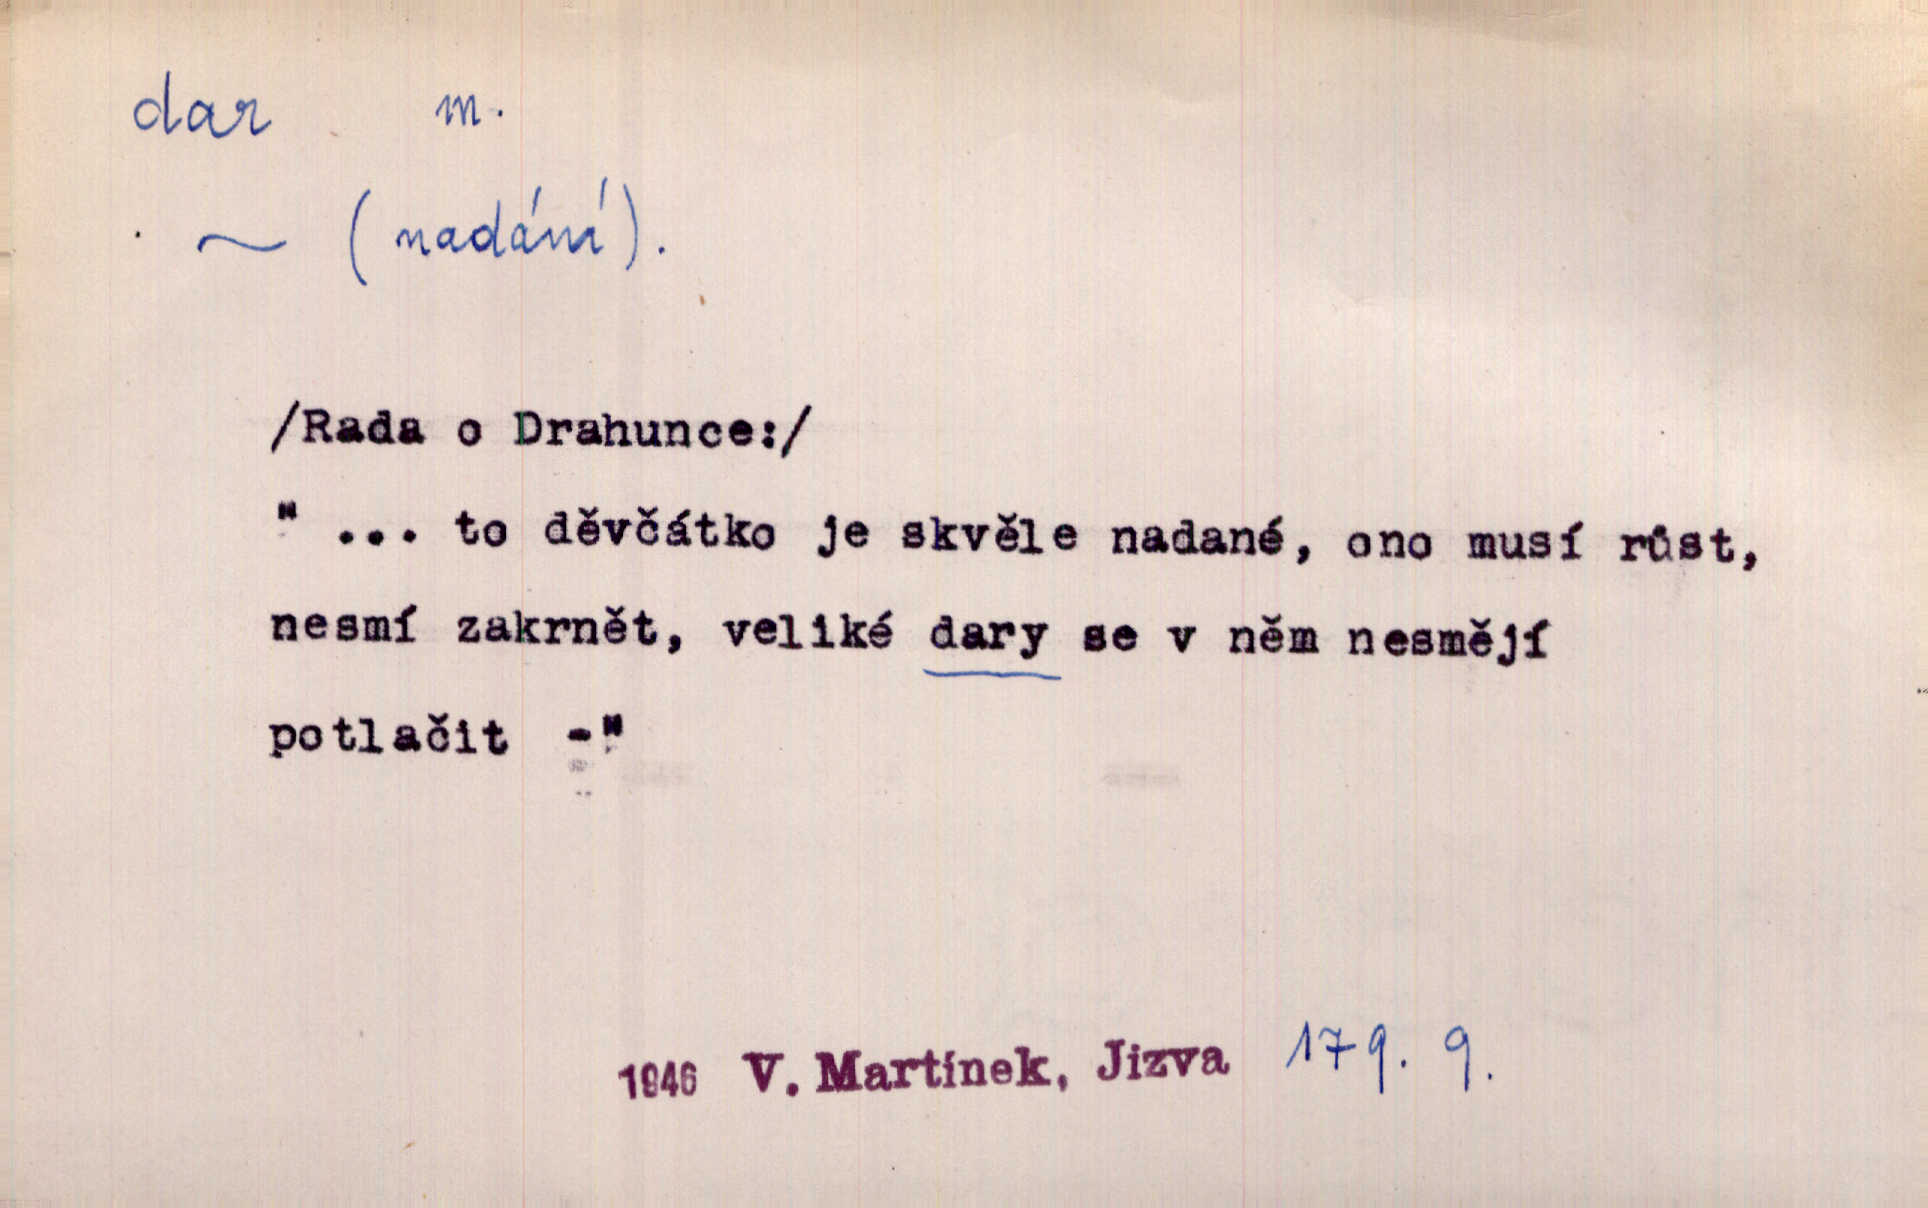 dar m.
~ (nadání).
/Rada o Drahunce:/
" ... to děvčátko je skvěle nadané, ono musí růst,
nesmí zakrnět, veliké dary se v něm nesmějí
potlačit -"
1946 V. Martínek, Jizva 179. 9.